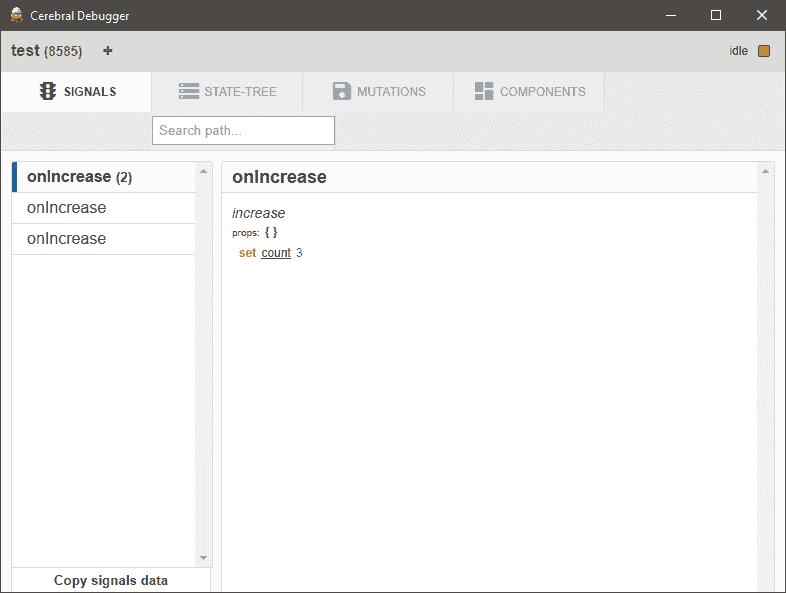 Cerebral Debugger
test (8585) +
idle
SIGNALS STATE-TREE MUTATIONS COMPONENTS
Search path...
onIncrease (2)
onIncrease
onIncrease
Copy signals data
onIncrease
increase
props: { }
set count 3